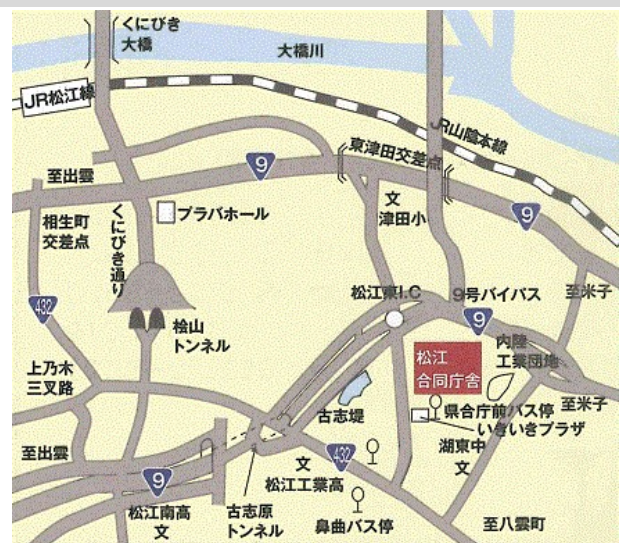 くにびき
大橋
大橋川
JR松江線
JR山陰本線
東津田交差点
9
至出雲
文
津田小
9
相生町
交差点
くにびき通り
プラバホール
松江東I.C
9号バイパス
至米子
432
9
桧山
トンネル
内陸
工業団地
松江
合同庁舎
上乃木
三叉路
至米子
古志堤
県合庁前バス停
いきいきプラザ
湖東中
文
至出雲
432
文
松江工業高
9
松江南高
文
古志原
トンネル
鼻曲バス停
至八雲町